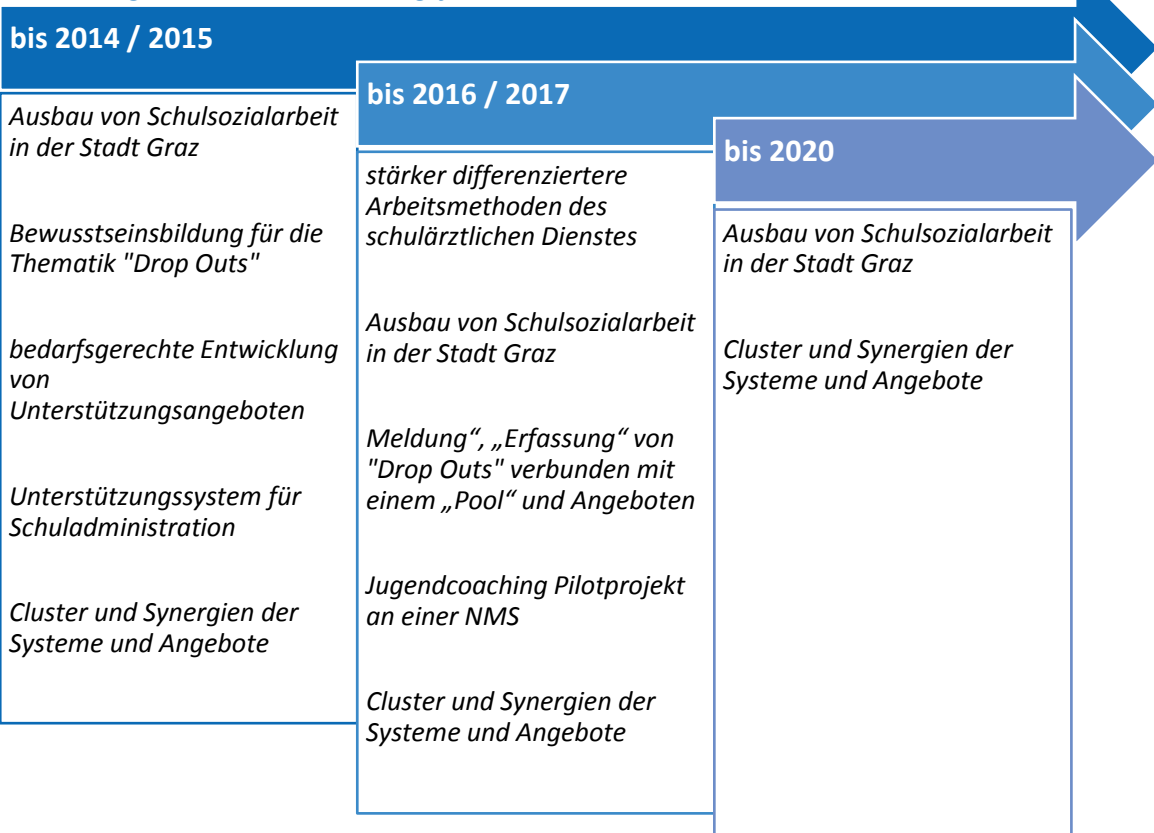 bis 2014 / 2015
Ausbau von Schulsozialarbeit
in der Stadt Graz
Bewusstseinsbildung für die
Thematik "Drop Outs"
bedarfsgerechte Entwicklung
von
Unterstützungsangeboten
Unterstützungssystem für
Schuladministration
Cluster und Synergien der
Systeme und Angebote
bis 2016 / 2017
stärker differenziertere
Arbeitsmethoden des
schulärztlichen Dienstes
Ausbau von Schulsozialarbeit
in der Stadt Graz
Meldung“, „Erfassung“ von
"Drop Outs" verbunden mit
einem „Pool“ und Angeboten
Jugendcoaching Pilotprojekt
an einer NMS
Cluster und Synergien der
Systeme und Angebote
bis 2020
Ausbau von Schulsozialarbeit
in der Stadt Graz
Cluster und Synergien der
Systeme und Angebote